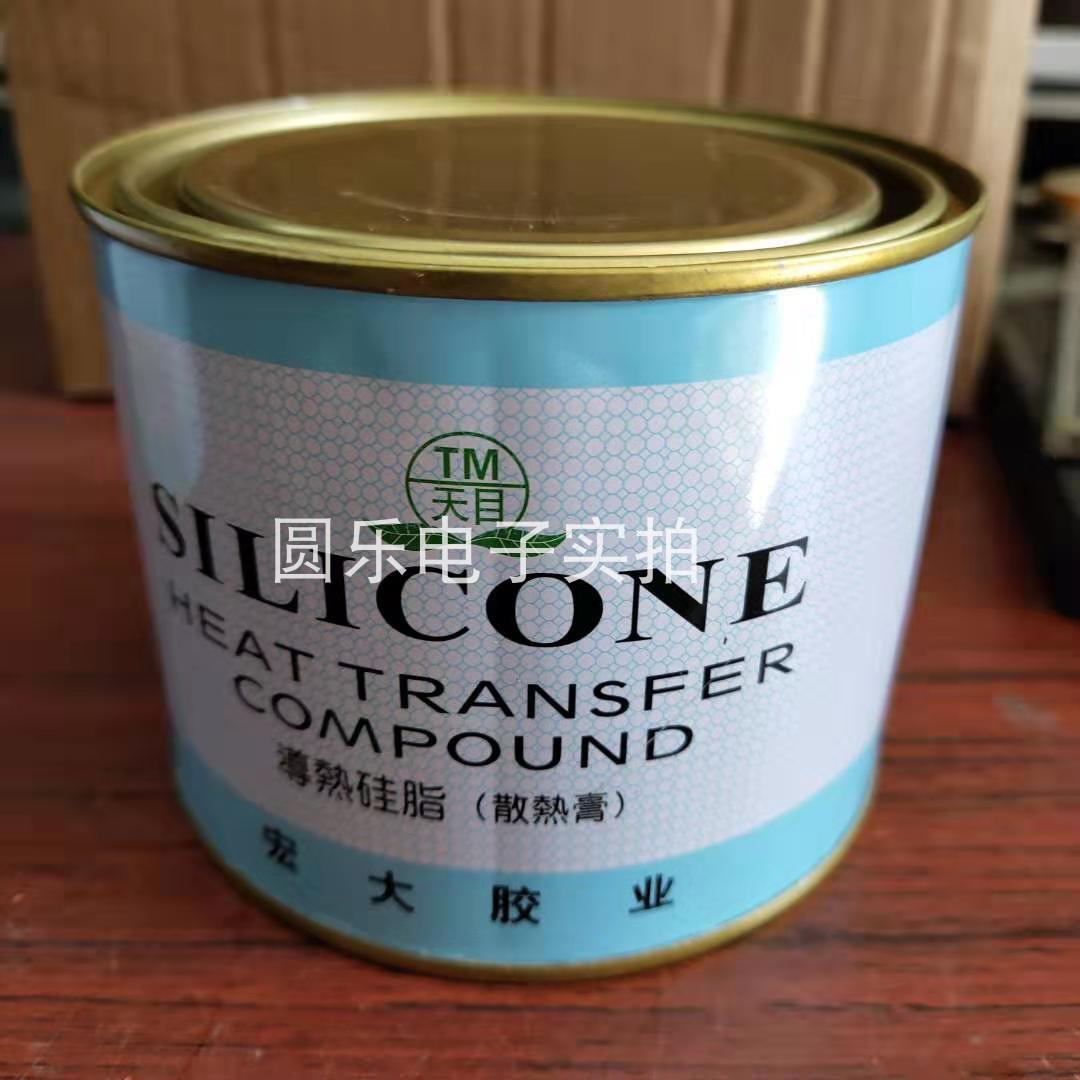 TM
天目
圆乐电子实拍
SILICONE
HEAT TRANSFER
COMPOUND
導熱硅脂（散熱膏）
宏大胶业